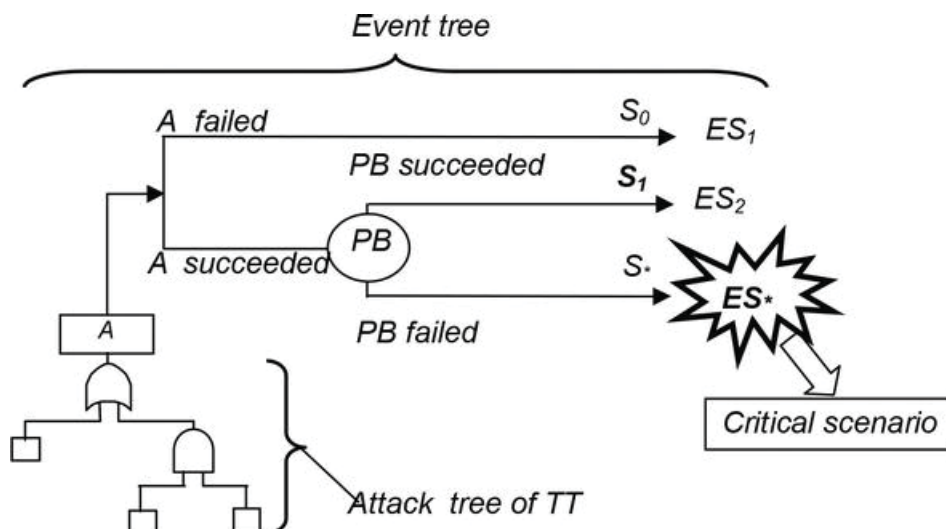 Event tree
A failed
S0
ES1
PB succeeded
S1
ES2
PB
A succeeded
S*
ES*
PB failed
A
Critical scenario
Attack tree of TT